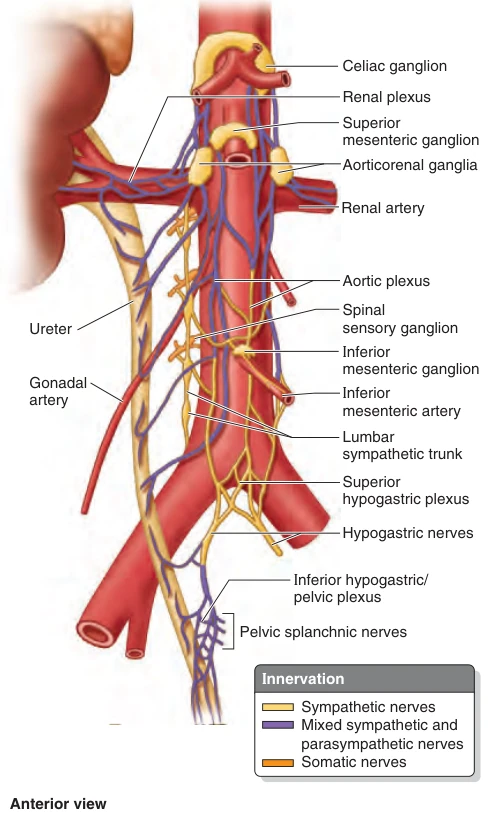 Celiac ganglion
Renal plexus
Superior
mesenteric ganglion
Aorticorenal ganglia
Renal artery
Aortic plexus
Spinal
sensory ganglion
Ureter
Inferior
mesenteric ganglion
Gonadal
artery
Inferior
mesenteric artery
Lumbar
sympathetic trunk
Superior
hypogastric plexus
Hypogastric nerves
Inferior hypogastric/
pelvic plexus
Pelvic splanchnic nerves
Innervation
Sympathetic nerves
Mixed sympathetic and
parasympathetic nerves
Somatic nerves
Anterior view